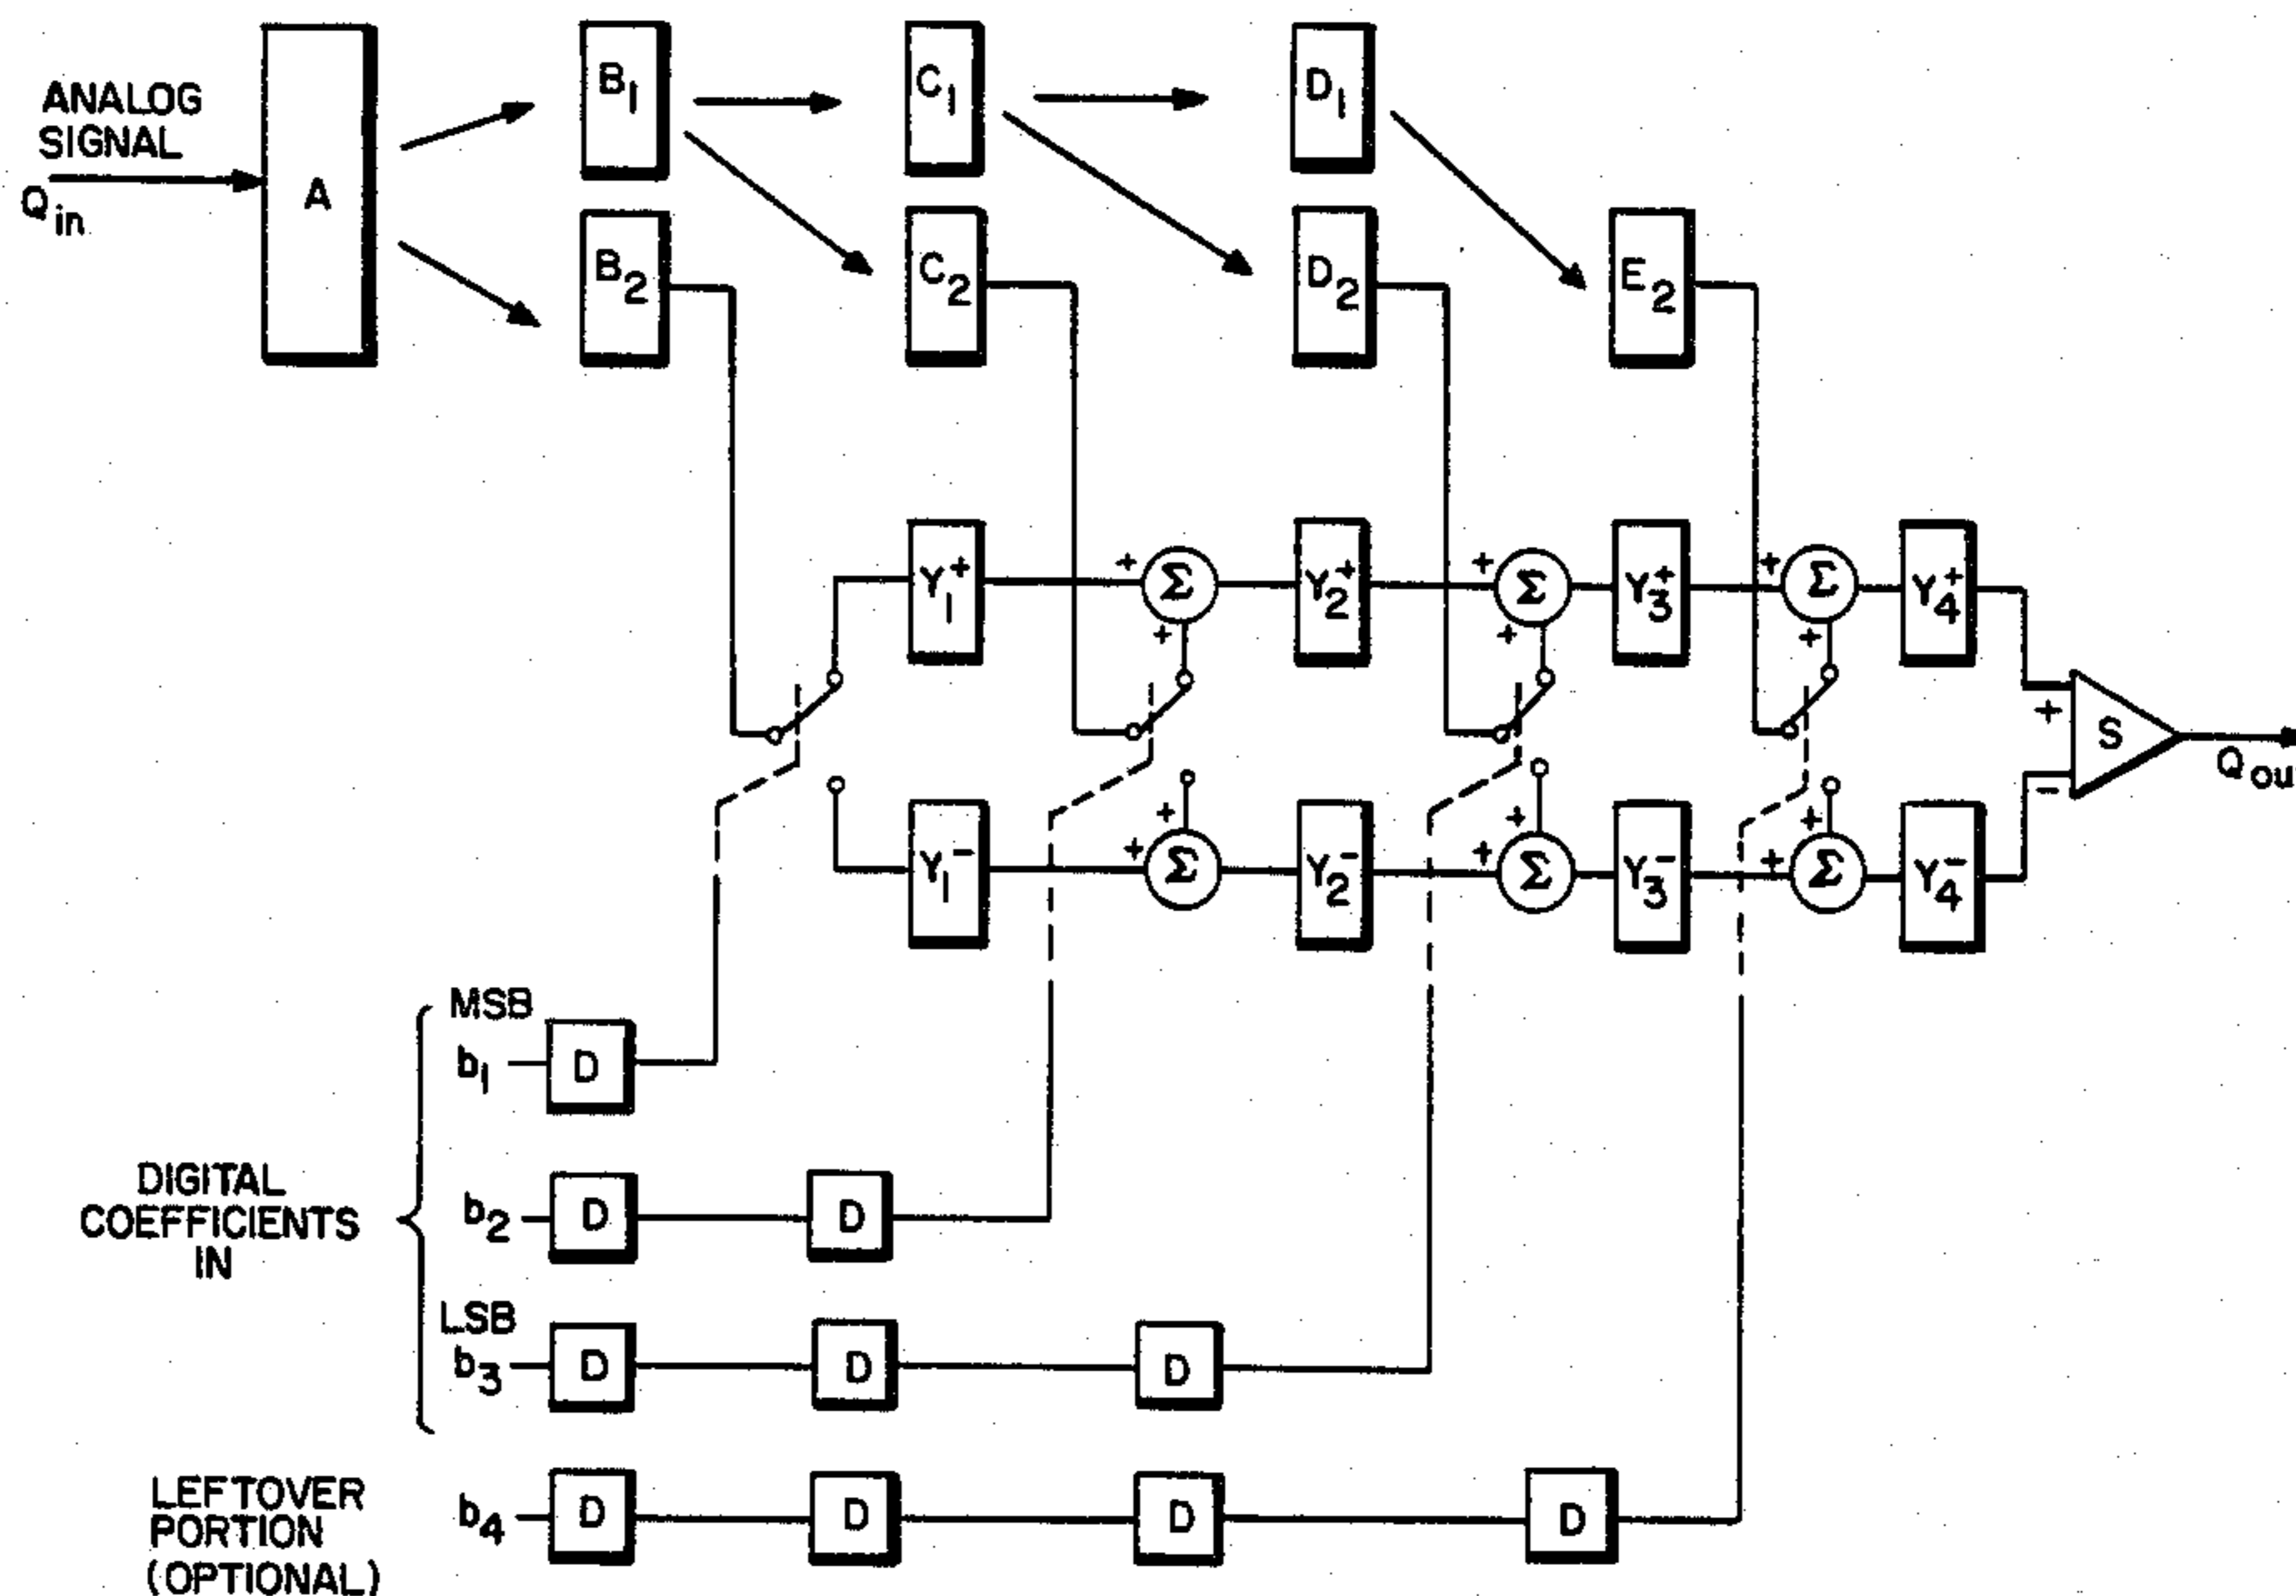 ANALOG
SIGNAL
Q in
A
B1
C1
D1
B2
C2
D2
E2
Y1+
+
Σ
+
Y2+
+
Σ
+
Y3+
+
Σ
+
Y4+
+
S
-
Q ou
Y1-
+
+
Σ
Y2-
+
+
Σ
Y3-
+
+
Σ
Y4-
MSB
b1
D
DIGITAL
COEFFICIENTS
IN
b2
D
D
LSB
b3
D
D
D
LEFTOVER
PORTION
(OPTIONAL)
b4
D
D
D
D